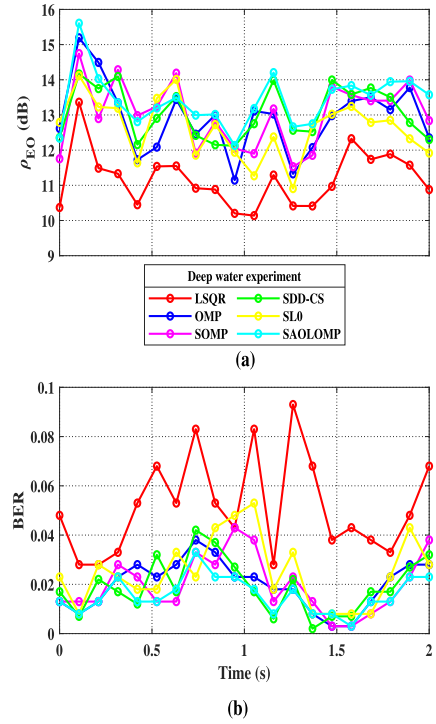 16
15
14
13
12
11
10
9
ρEO (dB)
Deep water experiment
LSQR
SDD-CS
OMP
SL0
SOMP
SAOLOMP
(a)
0.1
0.08
0.06
0.04
0.02
0
BER
0 0.5 1 1.5 2
Time (s)
(b)